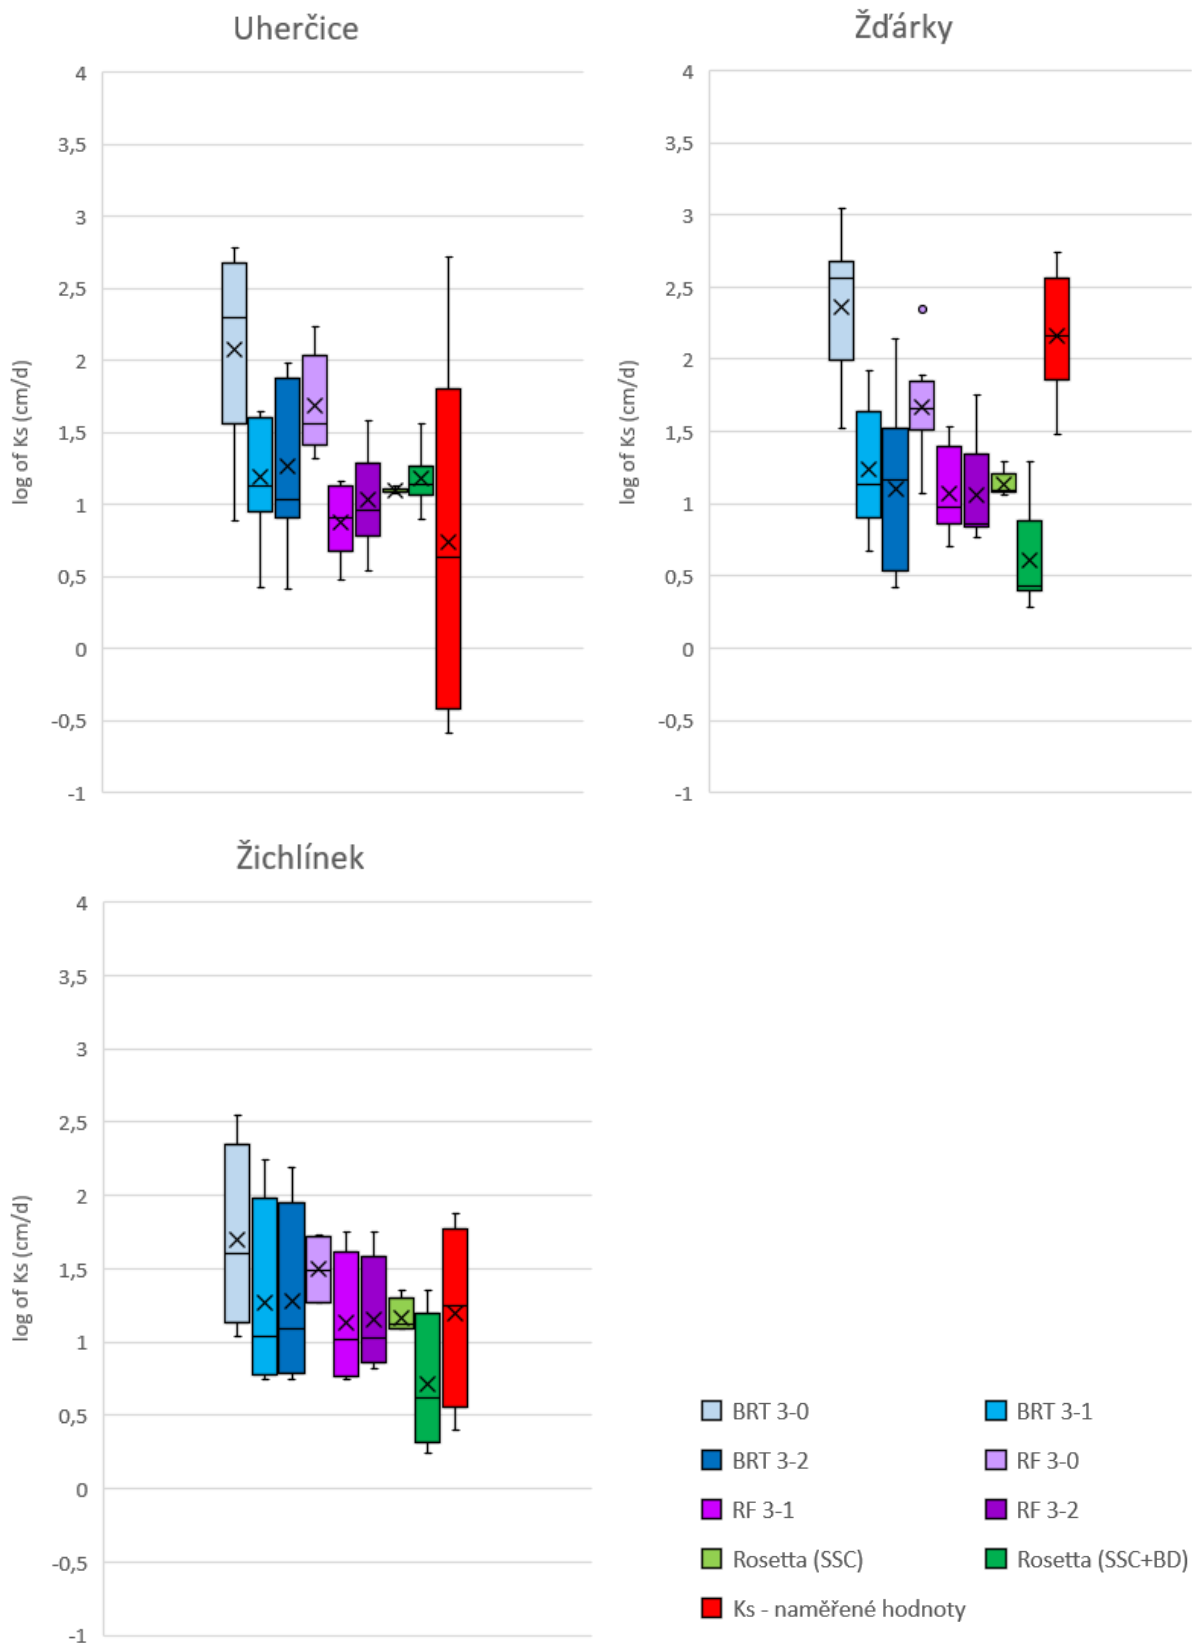 Uherčice
4
3,5
3
2,5
2
1,5
1
0,5
0
-0,5
-1
log of Ks (cm/d)
Žďárky
4
3,5
3
2,5
2
1,5
1
0,5
0
-0,5
-1
log of Ks (cm/d)
Žichlínek
4
3,5
3
2,5
2
1,5
1
0,5
0
-0,5
-1
log of Ks (cm/d)
BRT 3-0
BRT 3-1
BRT 3-2
RF 3-0
RF 3-1
RF 3-2
Rosetta (SSC)
Rosetta (SSC+BD)
Ks - naměřené hodnoty